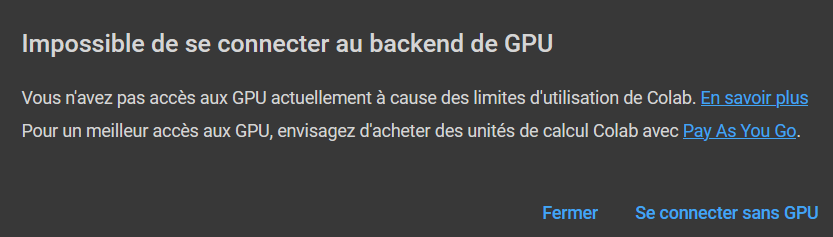 Impossible de se connecter au backend de GPU
Vous n'avez pas accès aux GPU actuellement à cause des limites d'utilisation de Colab. En savoir plus
Pour un meilleur accès aux GPU, envisagez d'acheter des unités de calcul Colab avec Pay As You Go.
Fermer Se connecter sans GPU